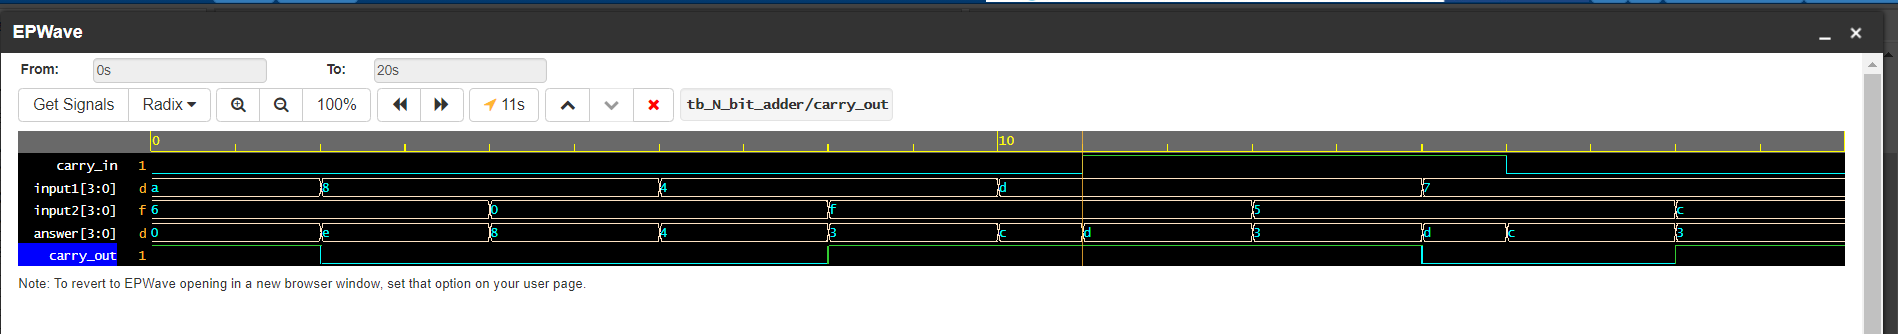 EPWave
From: 0s To: 20s
Get Signals Radix 100% 11s tb_N_bit_adder/carry_out
0 10
carry_in 1
input1[3:0] d a 8 4 d 7
input2[3:0] f 6 0 f 5 c
answer[3:0] d 0 e 8 4 3 c d 3 d c 3
carry_out 1
Note: To revert to EPWave opening in a new browser window, set that option on your user page.